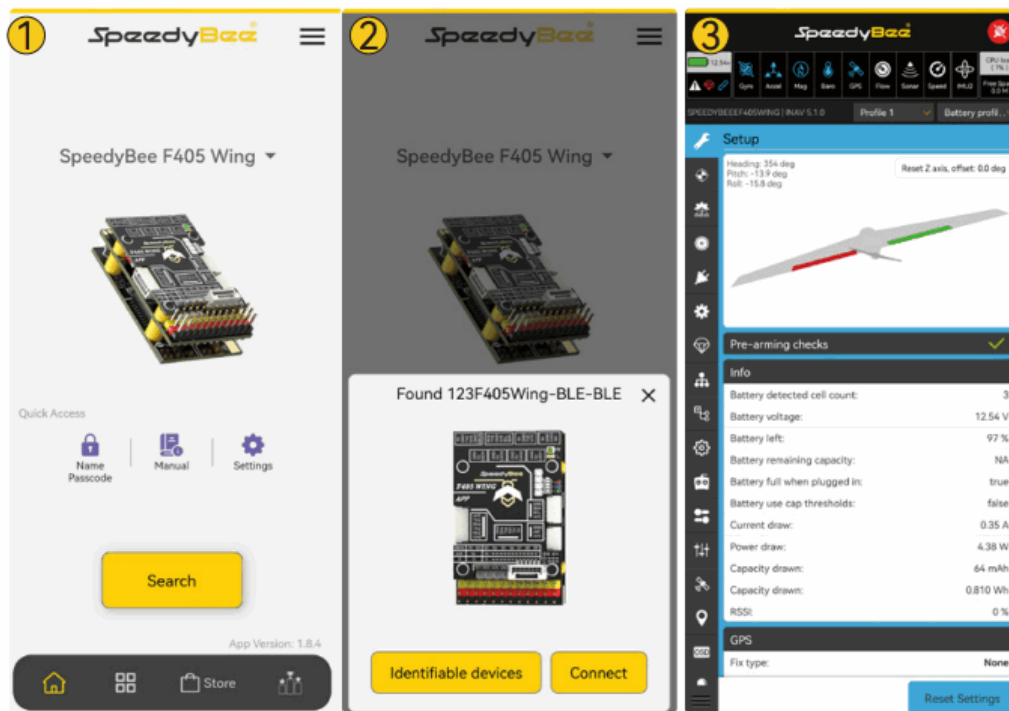 1
SpeedyBee
SpeedyBee F405 Wing
Quick Access
Name
Passcode
Manual
Settings
Search
App Version: 1.8.4
Store
2
SpeedyBee
SpeedyBee F405 Wing
Found 123F405Wing-BLE-BLE
SpeedyBee
F405 WING
APP
Identifiable devices
Connect
3
SpeedyBee
12.54v
Gyro
Accel
Mag
Baro
GPS
Flow
Sonar
Speed
IMU2
SPEEDYBEEF405WING | INAV 5.1.0
Profile 1
Battery profil..
Setup
Heading: 354 deg
Pitch: -13.9 deg
Roll: -15.8 deg
Reset Z axis, offset: 0.0 deg
Pre-arming checks
Info
Battery detected cell count: 3
Battery voltage: 12.54 V
Battery left: 97 %
Battery remaining capacity: NA
Battery full when plugged in: true
Battery use cap thresholds: false
Current draw: 0.35 A
Power draw: 4.38 W
Capacity drawn: 64 mAh
Capacity drawn: 0.810 Wh
RSSI: 0 %
GPS
Fix type: None
OSD
Reset Settings